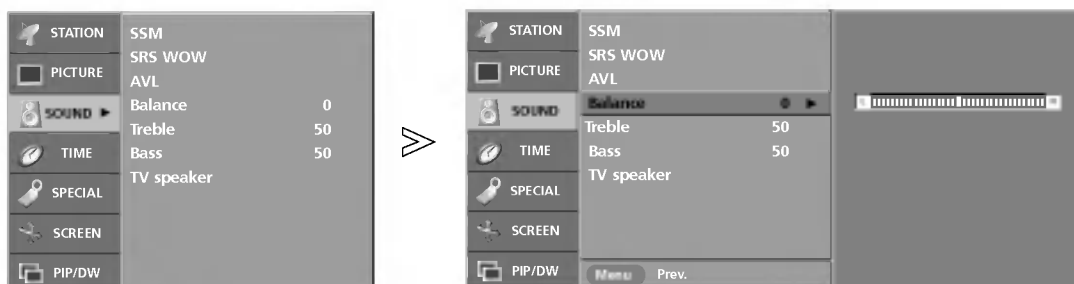 STATION
PICTURE
SOUND ►
TIME
SPECIAL
SCREEN
PIP/DW
SSM
SRS WOW
AVL
Balance 0
Treble 50
Bass 50
TV speaker
STATION
PICTURE
SOUND
TIME
SPECIAL
SCREEN
PIP/DW
SSM
SRS WOW
AVL
Balance 0 ►
Treble 50
Bass 50
TV speaker
Menu Prev.